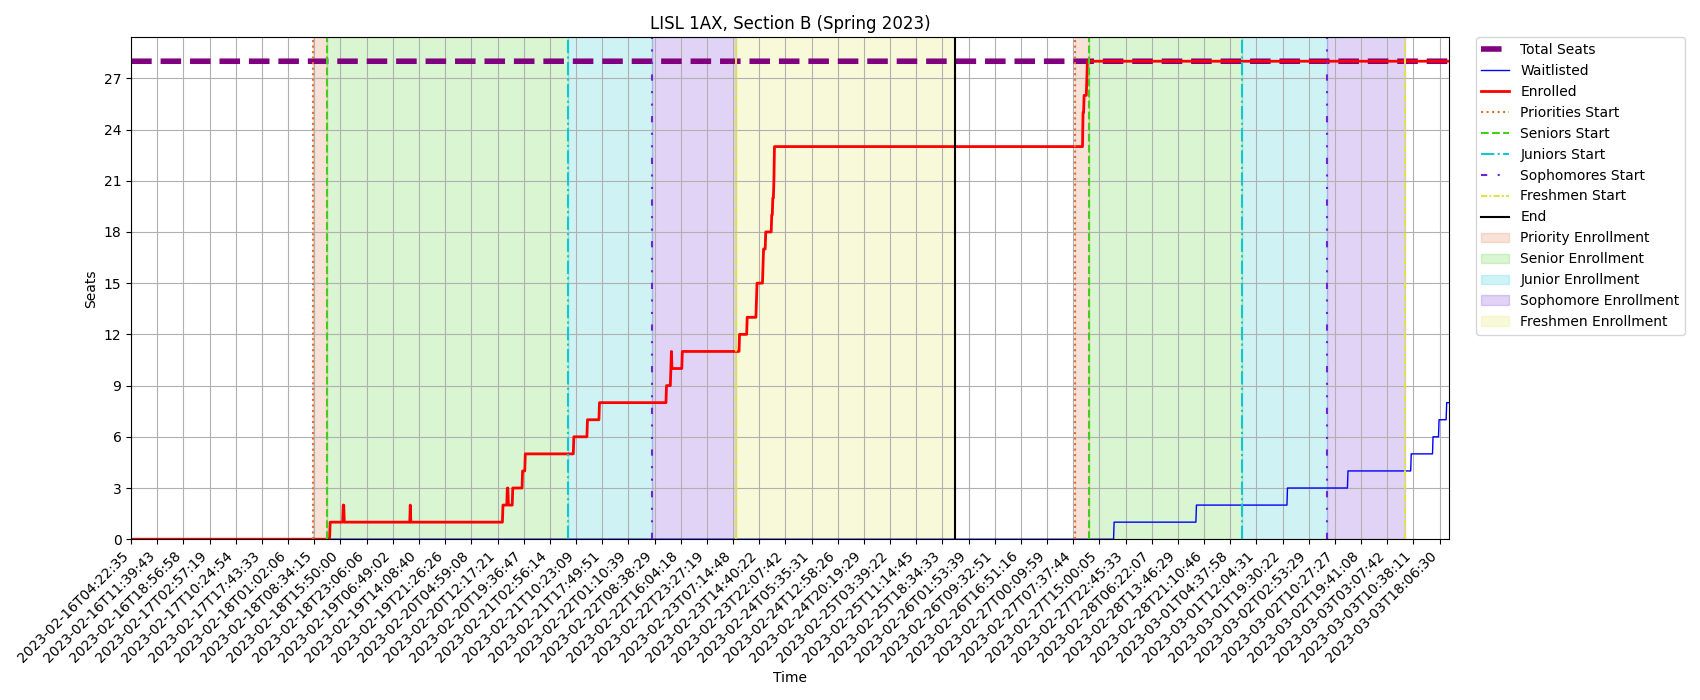 LISL 1AX, Section B (Spring 2023)
Seats
27
24
21
18
15
12
9
6
3
0
2023-02-16T04:22:35
2023-02-16T11:39:43
2023-02-16T18:56:58
2023-02-17T02:57:19
2023-02-17T10:24:54
2023-02-17T17:43:33
2023-02-18T01:02:06
2023-02-18T08:34:15
2023-02-18T15:50:00
2023-02-18T23:06:06
2023-02-19T06:49:02
2023-02-19T14:08:40
2023-02-19T21:26:26
2023-02-20T04:59:08
2023-02-20T12:17:21
2023-02-20T19:36:47
2023-02-21T02:56:14
2023-02-21T10:23:09
2023-02-21T17:49:51
2023-02-22T01:10:39
2023-02-22T08:38:29
2023-02-22T16:04:19
2023-02-22T23:27:19
2023-02-23T07:14:48
2023-02-23T14:40:22
2023-02-23T22:07:42
2023-02-24T05:35:31
2023-02-24T12:58:26
2023-02-24T20:19:29
2023-02-25T03:39:22
2023-02-25T11:14:45
2023-02-25T18:34:33
2023-02-26T01:53:39
2023-02-26T09:32:51
2023-02-26T16:51:16
2023-02-27T00:09:59
2023-02-27T07:37:44
2023-02-27T15:00:05
2023-02-27T22:45:33
2023-02-28T06:22:07
2023-02-28T13:46:29
2023-02-28T21:10:46
2023-03-01T04:37:58
2023-03-01T12:04:31
2023-03-01T19:30:22
2023-03-02T02:53:29
2023-03-02T10:27:27
2023-03-02T19:41:08
2023-03-03T03:07:42
2023-03-03T10:38:11
2023-03-03T18:06:30
Time
Total Seats
Waitlisted
Enrolled
Priorities Start
Seniors Start
Juniors Start
Sophomores Start
Freshmen Start
End
Priority Enrollment
Senior Enrollment
Junior Enrollment
Sophomore Enrollment
Freshmen Enrollment